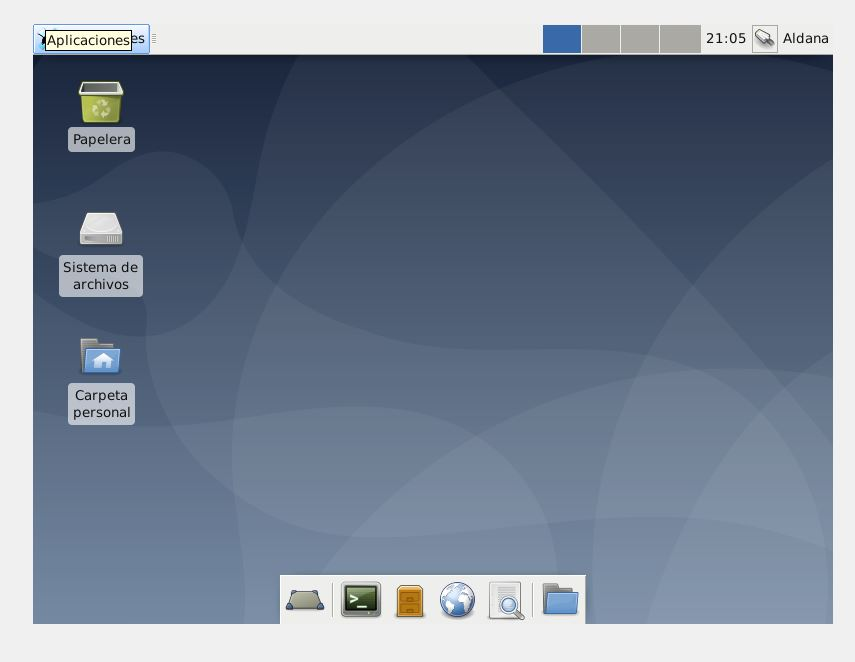 Aplicaciones
21:05
Aldana
Papelera
Sistema de
archivos
Carpeta
personal
>_